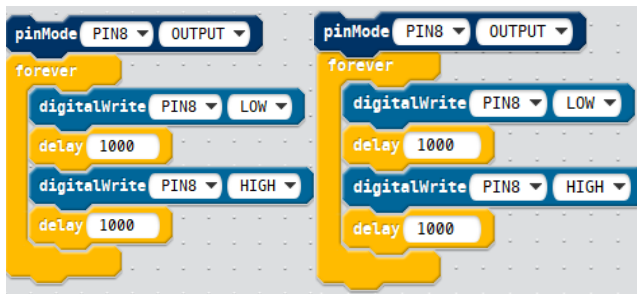 pinMode PIN8 OUTPUT
forever
digitalWrite PIN8 LOW
delay 1000
digitalWrite PIN8 HIGH
delay 1000
pinMode PIN8 OUTPUT
forever
digitalWrite PIN8 LOW
delay 1000
digitalWrite PIN8 HIGH
delay 1000